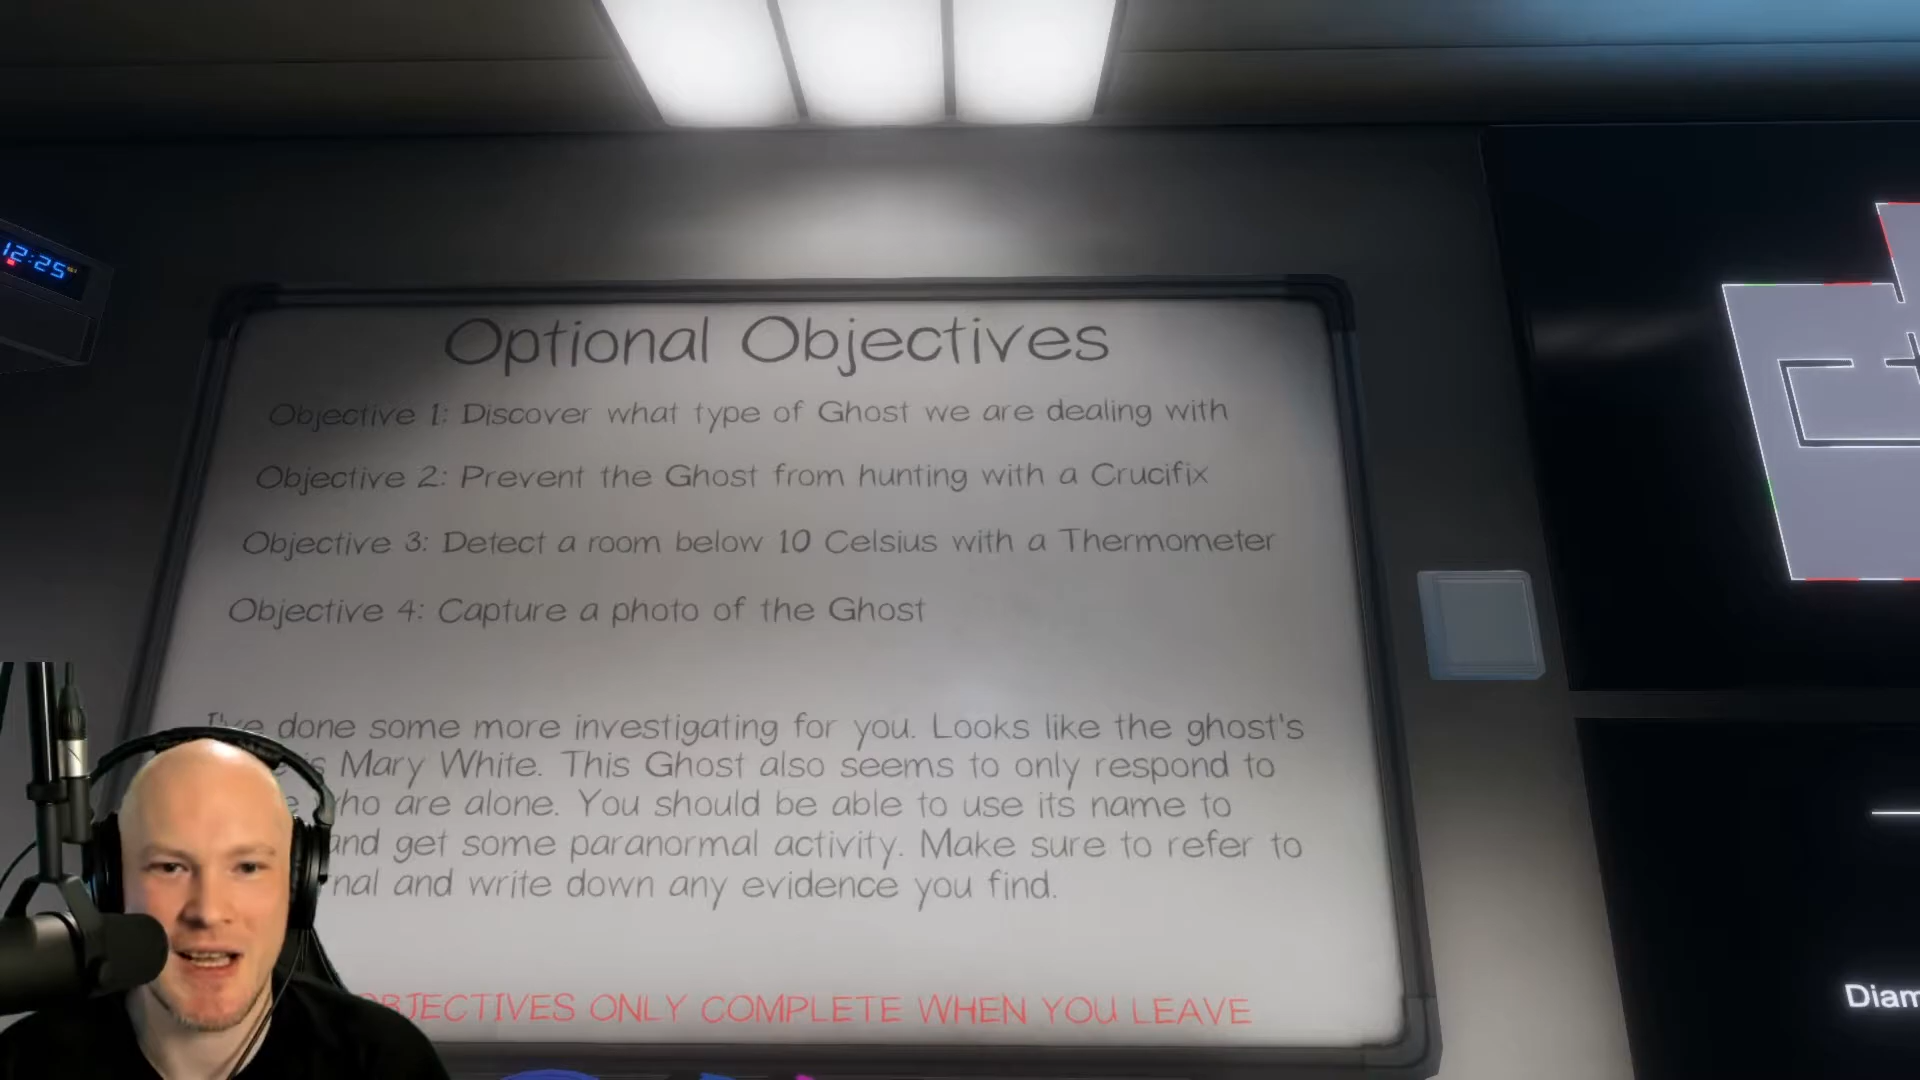 12:25
Optional Objectives
Objective 1: Discover what type of Ghost we are dealing with
Objective 2: Prevent the Ghost from hunting with a Crucifix
Objective 3: Detect a room below 10 Celsius with a Thermometer
Objective 4: Capture a photo of the Ghost
I've done some more investigating for you. Looks like the ghost's
is Mary White. This Ghost also seems to only respond to
who are alone. You should be able to use its name to
and get some paranormal activity. Make sure to refer to
and write down any evidence you find.
OBJECTIVES ONLY COMPLETE WHEN YOU LEAVE